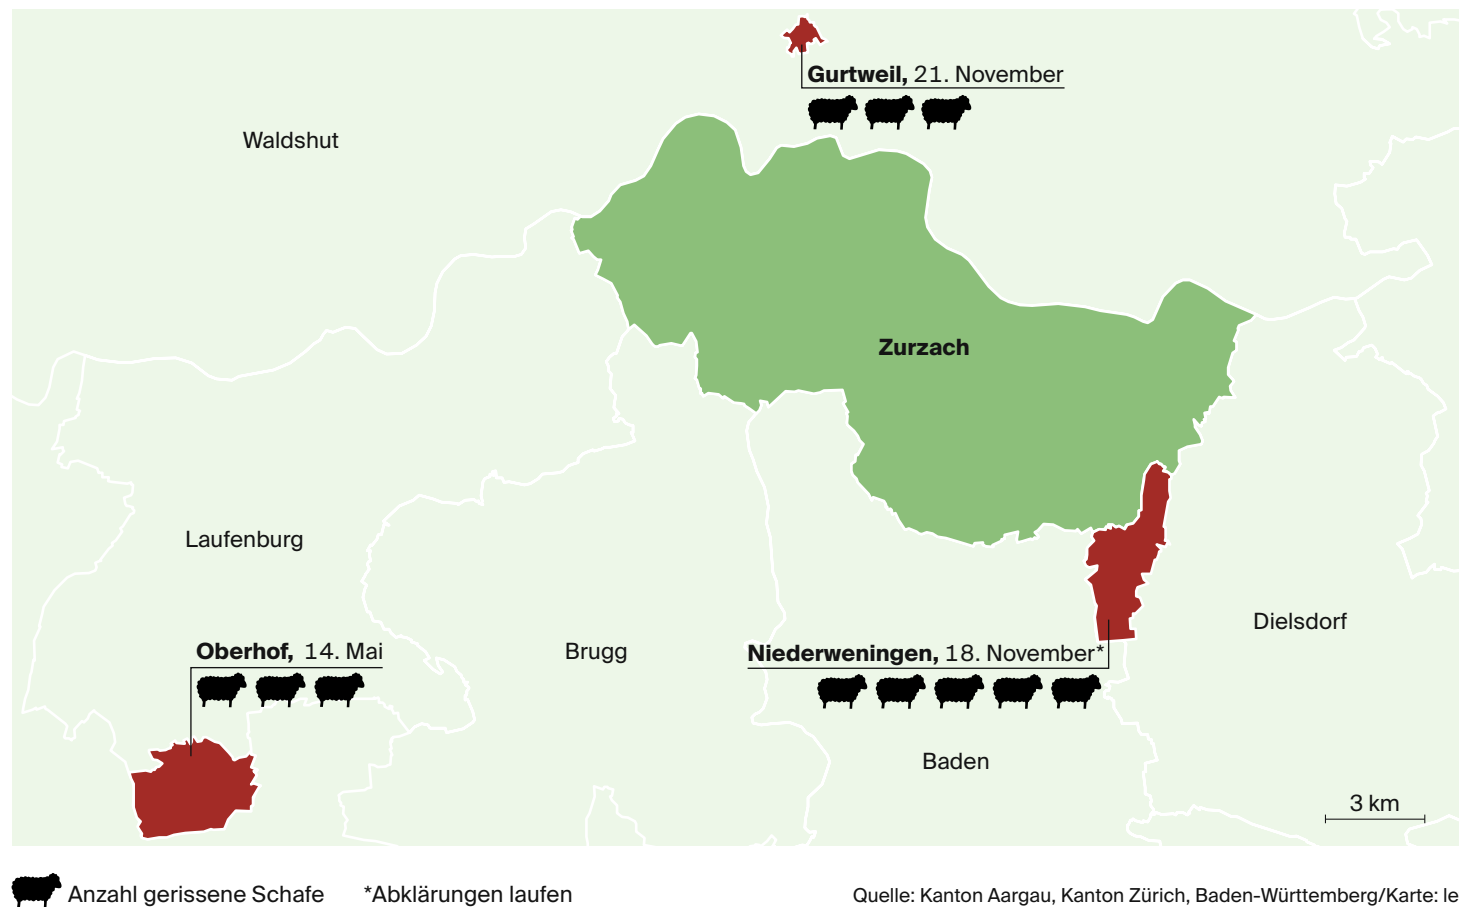 Gurtweil, 21. November
Waldshut
Zurzach
Laufenburg
Dielsdorf
Oberhof, 14. Mai
Brugg
Niederweningen, 18. November*
Baden
3 km
Anzahl gerissene Schafe *Abklärungen laufen
Quelle: Kanton Aargau, Kanton Zürich, Baden-Württemberg/Karte: le